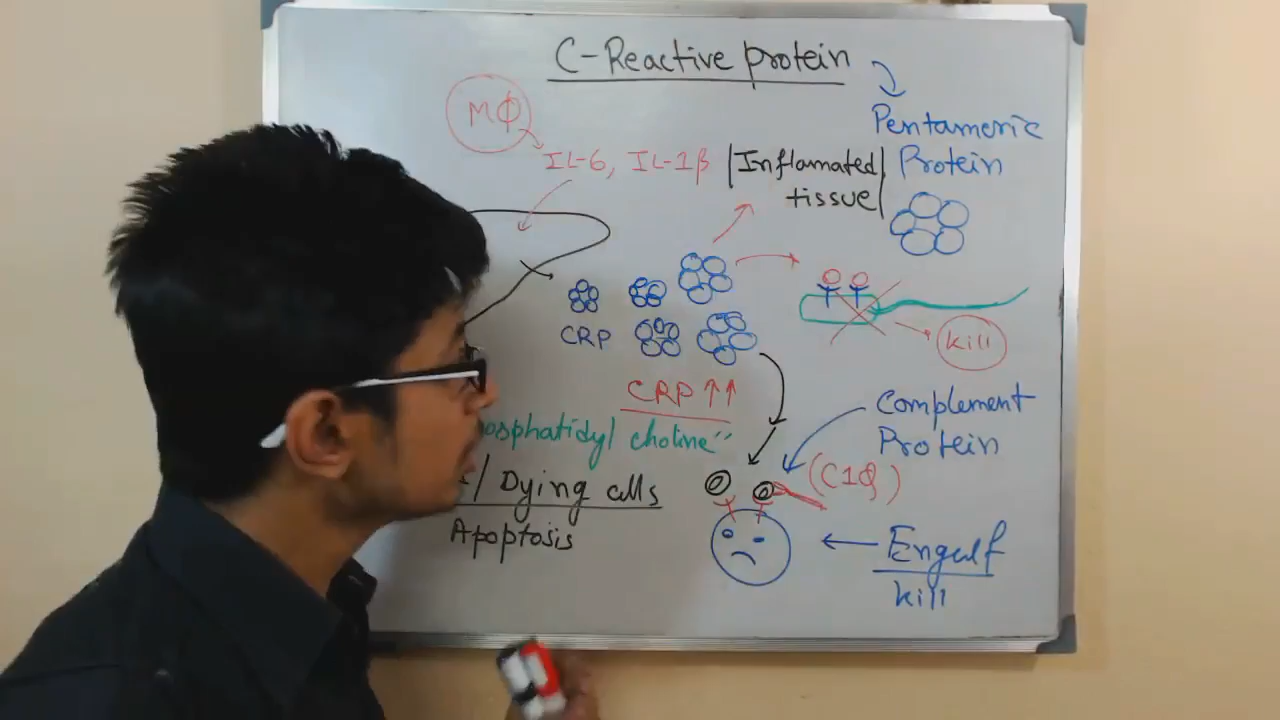 C-Reactive protein
Pentameric
Protein
MΦ
IL-6, IL-1β
Inflamated
tissue
CRP
kill
CRP ↑↑
Complement
Protein
(C1q)
choline"
Dying cells
Apoptosis
Engulf
kill